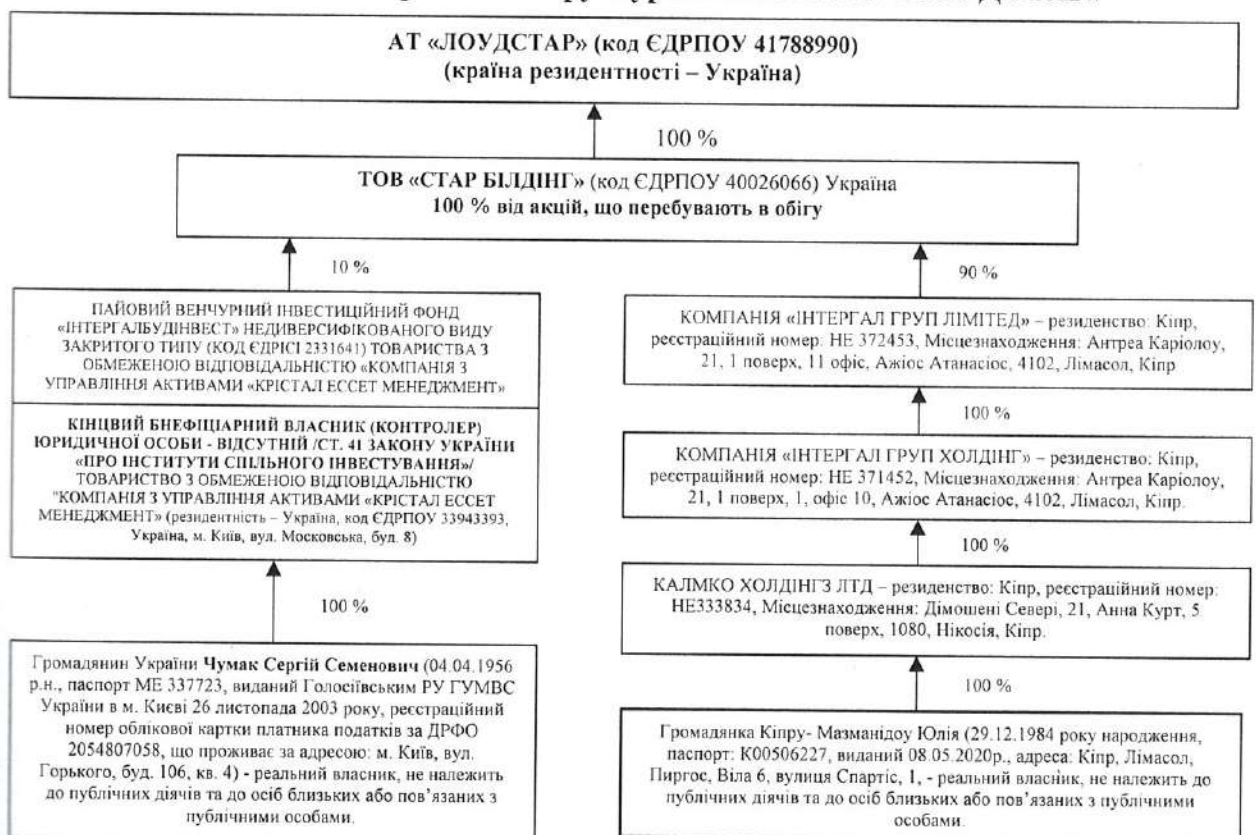 АТ «ЛОУДСТАР» (код ЄДРПОУ 41788990)
(країна резидентності – Україна)
100 %
ТОВ «СТАР БІЛДІНГ» (код ЄДРПОУ 40026066) Україна
100 % від акцій, що перебувають в обігу
10 %
ПАЙОВИЙ ВЕНЧУРНИЙ ІНВЕСТИЦІЙНИЙ ФОНД
«ІНТЕРГАЛБУДІНВЕСТ» НЕДИВЕРСИФІКОВАНОГО ВИДУ
ЗАКРИТОГО ТИПУ (КОД ЄДРІСІ 2331641) ТОВАРИСТВА З
ОБМЕЖЕНОЮ ВІДПОВІДАЛЬНІСТЮ «КОМПАНІЯ З
УПРАВЛІННЯ АКТИВАМИ «КРІСТАЛ ЕССЕТ МЕНЕДЖМЕНТ»
КІНЦВИЙ БНЕФІЦІАРНИЙ ВЛАСНИК (КОНТРОЛЕР)
ЮРИДИЧНОЇ ОСОБИ - ВІДСУТНІЙ /СТ. 41 ЗАКОНУ УКРАЇНИ
«ПРО ІНСТИТУТИ СПІЛЬНОГО ІНВЕСТУВАННЯ»/
ТОВАРИСТВО З ОБМЕЖЕНОЮ ВІДПОВІДАЛЬНІСТЮ
"КОМПАНІЯ З УПРАВЛІННЯ АКТИВАМИ «КРІСТАЛ ЕССЕТ
МЕНЕДЖМЕНТ» (резидентність – Україна, код ЄДРПОУ 33943393,
Україна, м. Київ, вул. Московська, буд. 8)
100 %
Громадянин України Чумак Сергій Семенович (04.04.1956
р.н., паспорт МЕ 337723, виданий Голосіївським РУ ГУМВС
України в м. Києві 26 листопада 2003 року, реєстраційний
номер облікової картки платника податків за ДРФО
2054807058, що проживає за адресою: м. Київ, вул.
Горького, буд. 106, кв. 4) - реальний власник, не належить
до публічних діячів та до осіб близьких або пов’язаних з
публічними особами.
90 %
КОМПАНІЯ «ІНТЕРГАЛ ГРУП ЛІМІТЕД» – резиденство: Кіпр,
реєстраційний номер: НЕ 372453, Місцезнаходження: Антреа Каріолоу,
21, 1 поверх, 11 офіс, Ажіос Атанасіос, 4102, Лімасол, Кіпр
100 %
КОМПАНІЯ «ІНТЕРГАЛ ГРУП ХОЛДІНГ» – резиденство: Кіпр,
реєстраційний номер: НЕ 371452, Місцезнаходження: Антреа Каріолоу,
21, 1 поверх, 1, офіс 10, Ажіос Атанасіос, 4102, Лімасол, Кіпр.
100 %
КАЛМКО ХОЛДІНГЗ ЛТД – резиденство: Кіпр, реєстраційний номер:
НЕ333834, Місцезнаходження: Дімошені Севері, 21, Анна Курт, 5
поверх, 1080, Нікосія, Кіпр.
100 %
Громадянка Кіпру- Мазманідоу Юлія (29.12.1984 року народження,
паспорт: К00506227, виданий 08.05.2020р., адреса: Кіпр, Лімасол,
Пиргос, Віла 6, вулиця Спартіс, 1, - реальний власник, не належить до
публічних діячів та до осіб близьких або пов’язаних з публічними
особами.